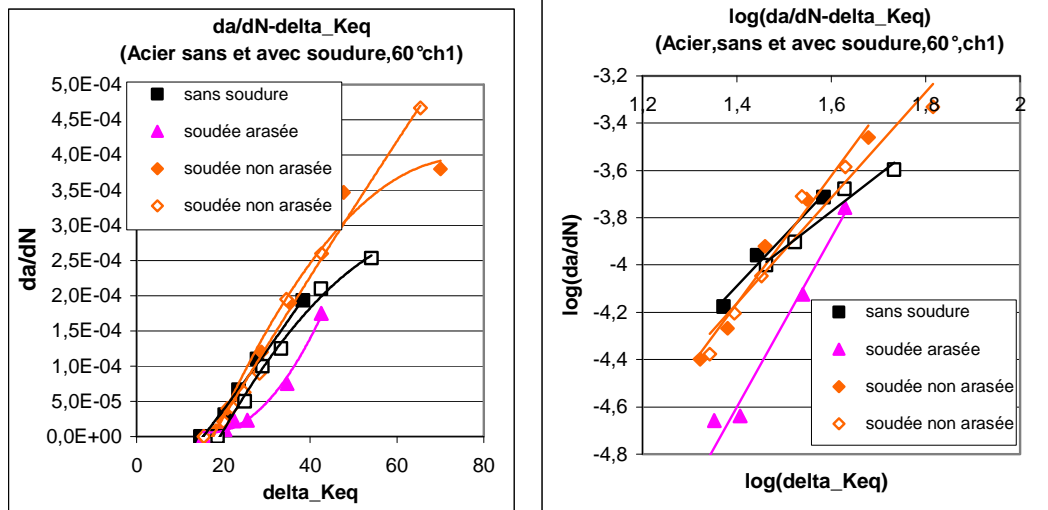 da/dN-delta_Keq
(Acier sans et avec soudure,60°ch1)
da/dN
5,0E-04
4,5E-04
4,0E-04
3,5E-04
3,0E-04
2,5E-04
2,0E-04
1,5E-04
1,0E-04
5,0E-05
0,0E+00
sans soudure
soudée arasée
soudée non arasée
soudée non arasée
0 20 40 60 80
delta_Keq
log(da/dN-delta_Keq)
(Acier,sans et avec soudure,60°,ch1)
log(da/dN)
-3,2
-3,4
-3,6
-3,8
-4
-4,2
-4,4
-4,6
-4,8
1,2 1,4 1,6 1,8 2
sans soudure
soudée arasée
soudée non arasée
soudée non arasée
log(delta_Keq)